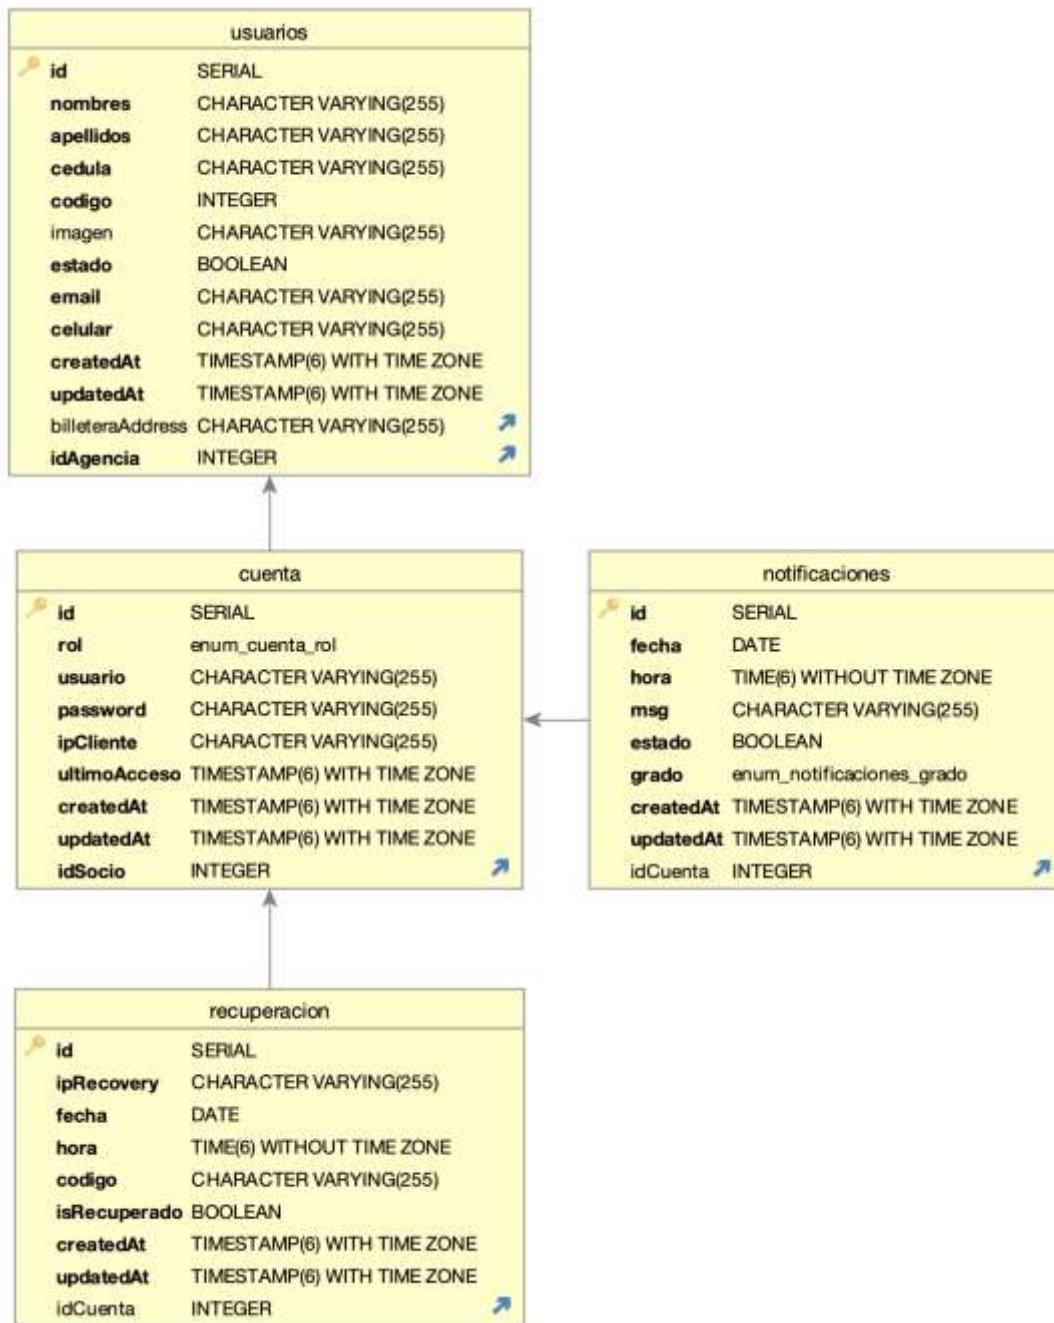 usuarios
id SERIAL
nombres CHARACTER VARYING(255)
apellidos CHARACTER VARYING(255)
cedula CHARACTER VARYING(255)
codigo INTEGER
imagen CHARACTER VARYING(255)
estado BOOLEAN
email CHARACTER VARYING(255)
celular CHARACTER VARYING(255)
createdAt TIMESTAMP(6) WITH TIME ZONE
updatedAt TIMESTAMP(6) WITH TIME ZONE
billeteraAddress CHARACTER VARYING(255)
idAgencia INTEGER
cuenta
id SERIAL
rol enum_cuenta_rol
usuario CHARACTER VARYING(255)
password CHARACTER VARYING(255)
ipCliente CHARACTER VARYING(255)
ultimoAcceso TIMESTAMP(6) WITH TIME ZONE
createdAt TIMESTAMP(6) WITH TIME ZONE
updatedAt TIMESTAMP(6) WITH TIME ZONE
idSocio INTEGER
notificaciones
id SERIAL
fecha DATE
hora TIME(6) WITHOUT TIME ZONE
msg CHARACTER VARYING(255)
estado BOOLEAN
grado enum_notificaciones_grado
createdAt TIMESTAMP(6) WITH TIME ZONE
updatedAt TIMESTAMP(6) WITH TIME ZONE
idCuenta INTEGER
recuperacion
id SERIAL
ipRecovery CHARACTER VARYING(255)
fecha DATE
hora TIME(6) WITHOUT TIME ZONE
codigo CHARACTER VARYING(255)
isRecuperado BOOLEAN
createdAt TIMESTAMP(6) WITH TIME ZONE
updatedAt TIMESTAMP(6) WITH TIME ZONE
idCuenta INTEGER